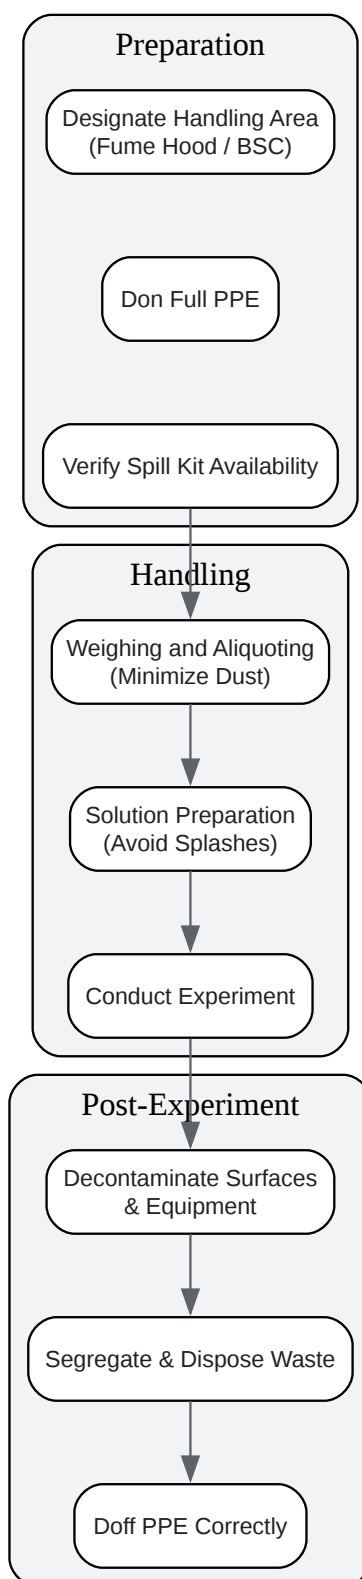 Preparation
Designate Handling Area
(Fume Hood / BSC)
Don Full PPE
Verify Spill Kit Availability
Handling
Weighing and Aliquoting
(Minimize Dust)
Solution Preparation
(Avoid Splashes)
Conduct Experiment
Post-Experiment
Decontaminate Surfaces
& Equipment
Segregate & Dispose Waste
Doff PPE Correctly